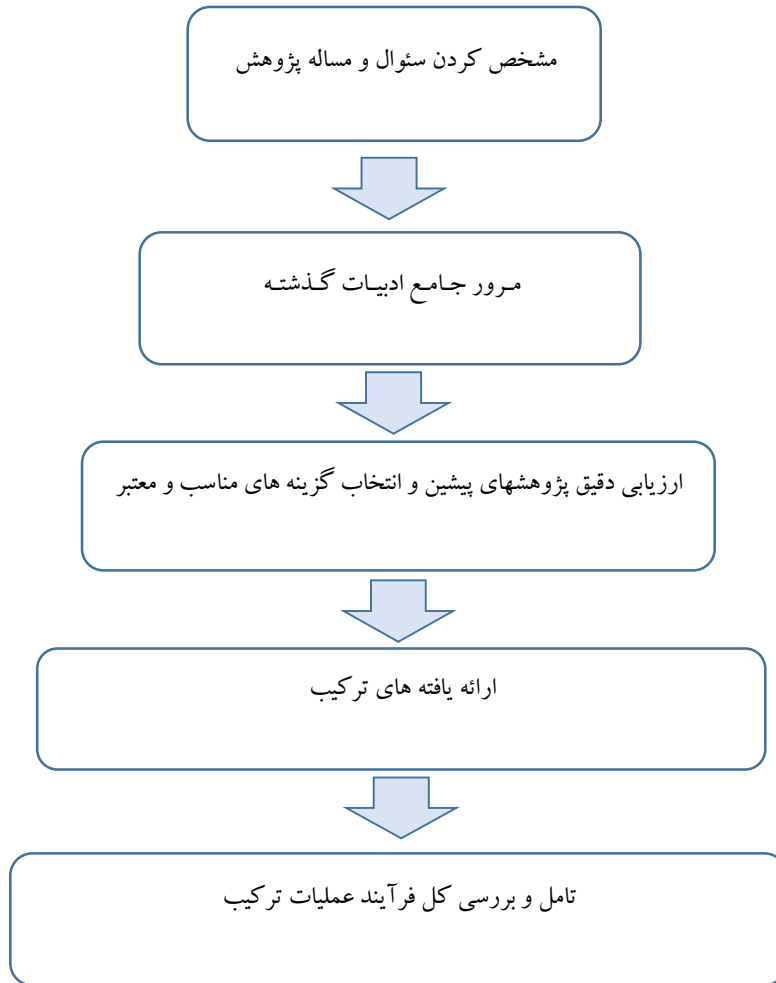 مشخص کردن سئوال و مساله پژوهش
مـرور جـامـع ادبیـات گـذشتـه
ارزیابی دقیق پژوهشهای پیشین و انتخاب گزینه های مناسب و معتبر
ارائه یافته های ترکیب
تامل و بررسی کل فرآیند عملیات ترکیب